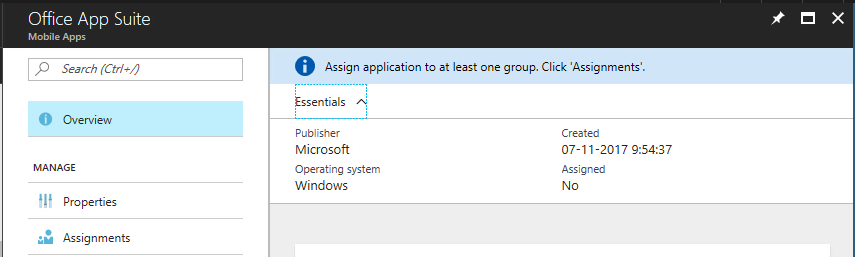 Office App Suite
Mobile Apps
Search (Ctrl+/)
Overview
MANAGE
Properties
Assignments
Assign application to at least one group. Click 'Assignments'.
Essentials
Publisher
Microsoft
Created
07-11-2017 9:54:37
Operating system
Windows
Assigned
No